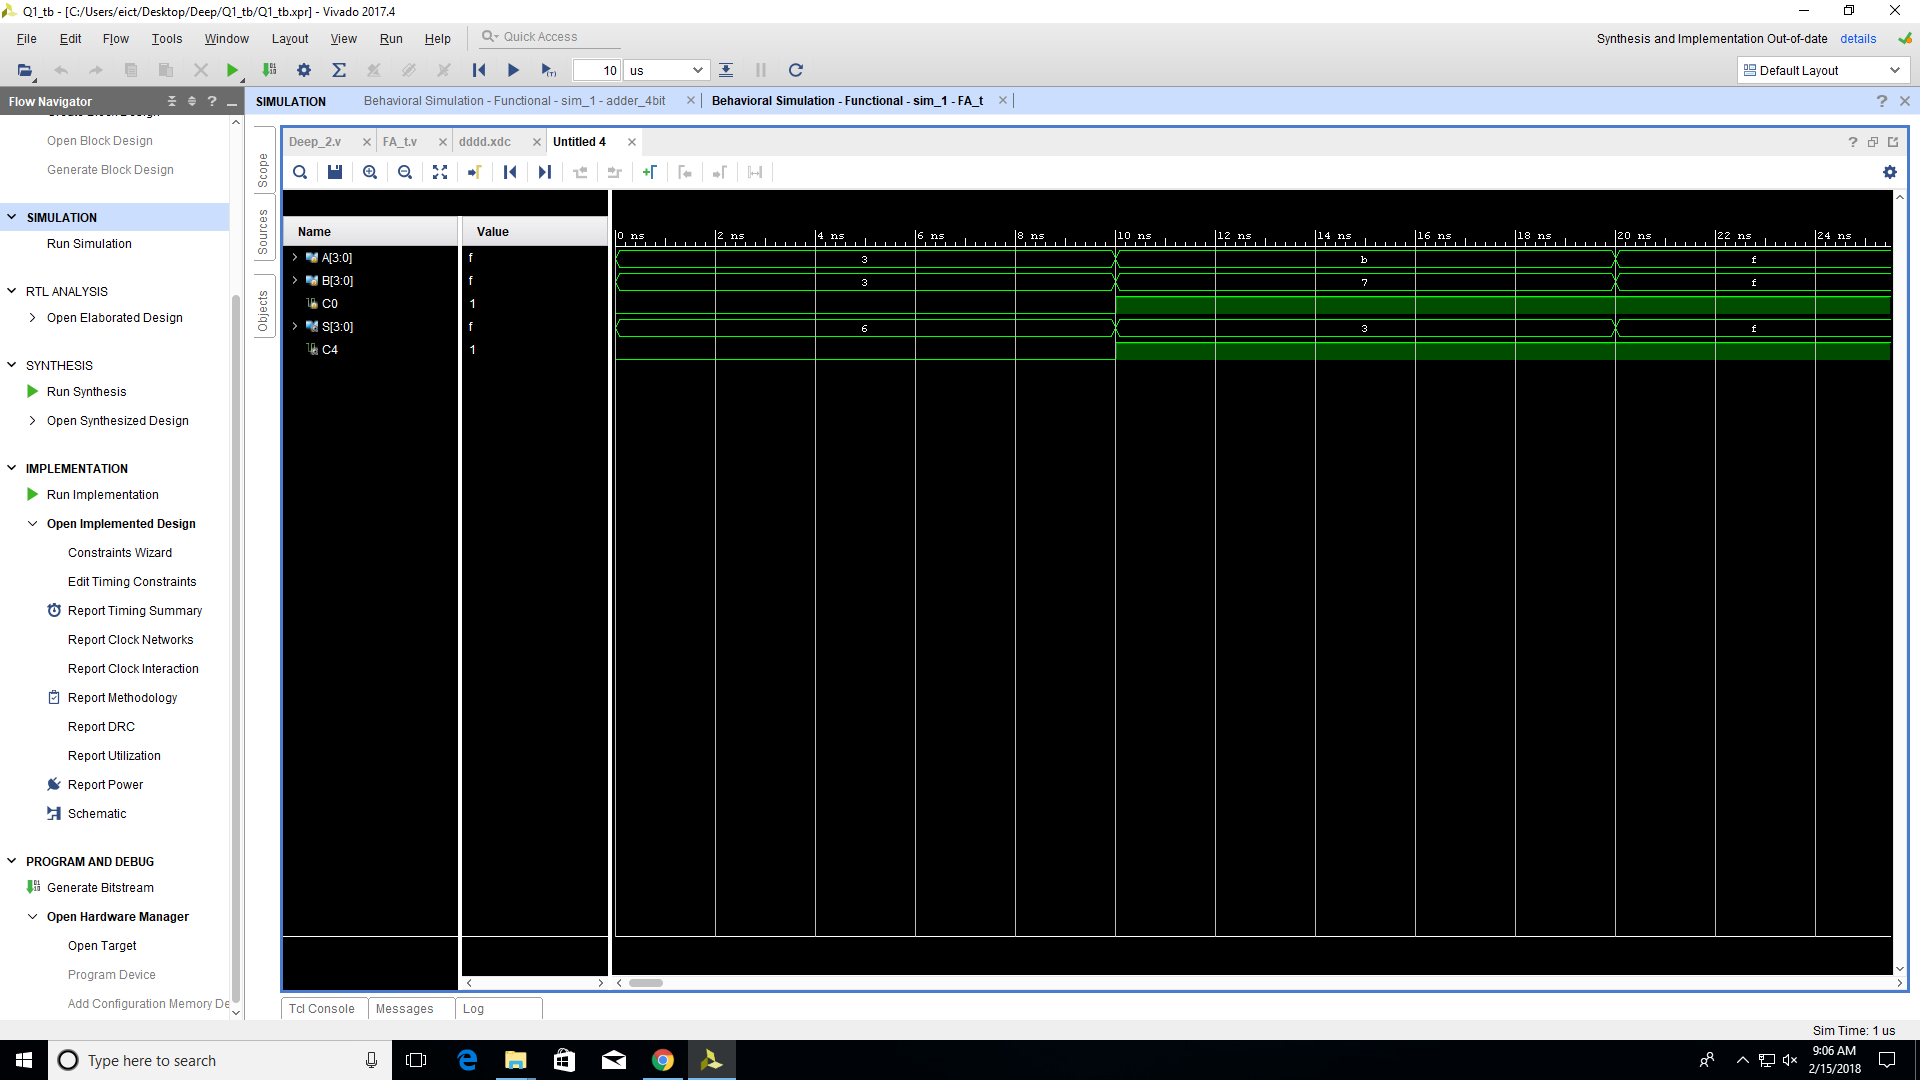 Q1_tb - [C:/Users/eict/Desktop/Deep/Q1_tb/Q1_tb.xpr] - Vivado 2017.4
File Edit Flow Tools Window Layout View Run Help Quick Access
Synthesis and Implementation Out-of-date details
10 us
Default Layout
Flow Navigator
SIMULATION Behavioral Simulation - Functional - sim_1 - adder_4bit Behavioral Simulation - Functional - sim_1 - FA_t
Create Block Design
Open Block Design
Generate Block Design
SIMULATION
Run Simulation
RTL ANALYSIS
Open Elaborated Design
SYNTHESIS
Run Synthesis
Open Synthesized Design
IMPLEMENTATION
Run Implementation
Open Implemented Design
Constraints Wizard
Edit Timing Constraints
Report Timing Summary
Report Clock Networks
Report Clock Interaction
Report Methodology
Report DRC
Report Utilization
Report Power
Schematic
PROGRAM AND DEBUG
Generate Bitstream
Open Hardware Manager
Open Target
Program Device
Add Configuration Memory De
Scope
Sources
Objects
Deep_2.v FA_t.v dddd.xdc Untitled 4
Name Value
0 ns 2 ns 4 ns 6 ns 8 ns 10 ns 12 ns 14 ns 16 ns 18 ns 20 ns 22 ns 24 ns
A[3:0] f 3 b f
B[3:0] f 3 7 f
C0 1
S[3:0] f 6 3 f
C4 1
Tcl Console Messages Log
Sim Time: 1 us
Type here to search
9:06 AM
2/15/2018